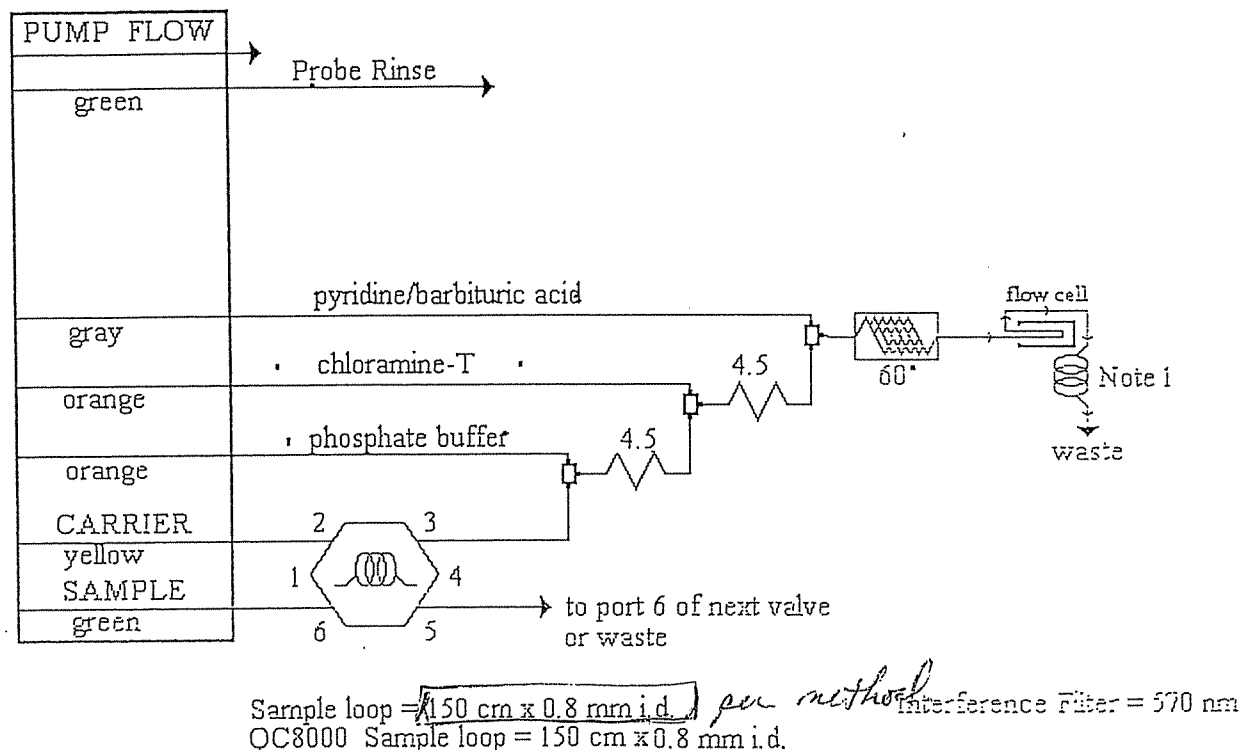 PUMP FLOW
Probe Rinse
green
pyridine/barbituric acid
gray
flow cell
chloramine-T
orange
4.5
60°
Note 1
phosphate buffer
orange
4.5
waste
CARRIER
yellow
2 3
1 4
SAMPLE
green
6 5
to port 6 of next valve
or waste
Sample loop = 150 cm x 0.8 mm i.d. per method Interference Filter = 570 nm
QC8000 Sample loop = 150 cm x 0.8 mm i.d.